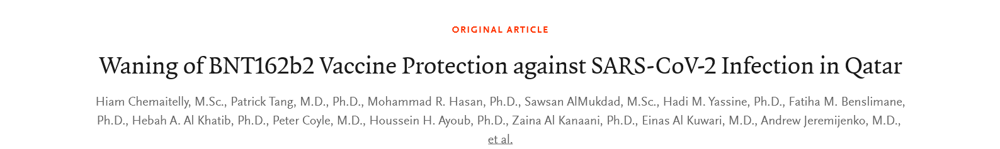 ORIGINAL ARTICLE
Waning of BNT162b2 Vaccine Protection against SARS-CoV-2 Infection in Qatar
Hiam Chemaitelly, M.Sc., Patrick Tang, M.D., Ph.D., Mohammad R. Hasan, Ph.D., Sawsan AlMukdad, M.Sc., Hadi M. Yassine, Ph.D., Fatiha M. Benslimane,
Ph.D., Hebah A. Al Khatib, Ph.D., Peter Coyle, M.D., Houssein H. Ayoub, Ph.D., Zaina Al Kanaani, Ph.D., Einas Al Kuwari, M.D., Andrew Jeremijenko, M.D.,
et al.